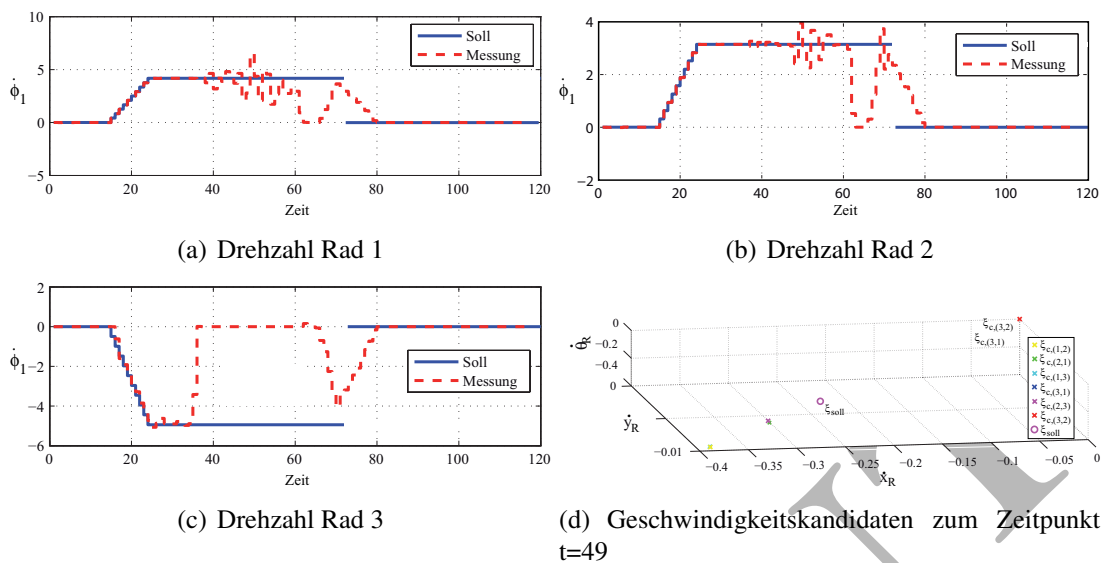 10
5
0
−5
ϕ̇1
0
20
40
60
80
100
120
Zeit
Soll
Messung
(a) Drehzahl Rad 1
4
2
0
−2
ϕ̇1
0
20
40
60
80
100
120
Zeit
Soll
Messung
(b) Drehzahl Rad 2
2
0
−2
−4
−6
ϕ̇1
0
20
40
60
80
100
120
Zeit
Soll
Messung
(c) Drehzahl Rad 3
0
−0.2
−0.4
θ̇R
0
−0.01
ẏR
−0.4
−0.35
−0.3
−0.25
−0.2
−0.15
−0.1
−0.05
0
ẋR
ξsoll
ξc,(3,2)
ξc,(3,1)
ξc,(1,2)
ξc,(2,1)
ξc,(1,3)
ξc,(3,1)
ξc,(2,3)
ξc,(3,2)
ξsoll
(d) Geschwindigkeitskandidaten zum Zeitpunkt
t=49